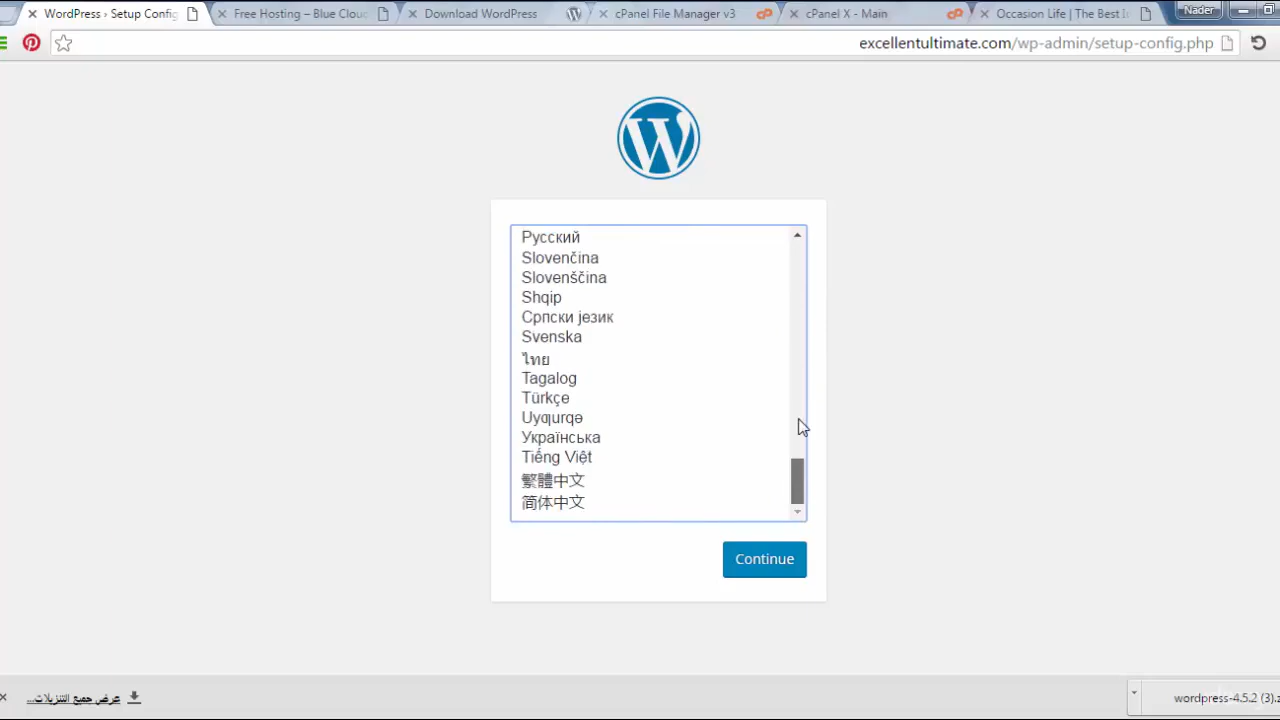 WordPress › Setup Config
Free Hosting – Blue Cloud
Download WordPress
cPanel File Manager v3
cPanel X - Main
Occasion Life | The Best I
Nader
excellentultimate.com/wp-admin/setup-config.php
Русский
Slovenčina
Slovenščina
Shqip
Српски језик
Svenska
ไทย
Tagalog
Türkçe
Uyƣurqə
Українська
Tiếng Việt
繁體中文
简体中文
Continue
عرض جميع التنزيلات...
wordpress-4.5.2 (3).z